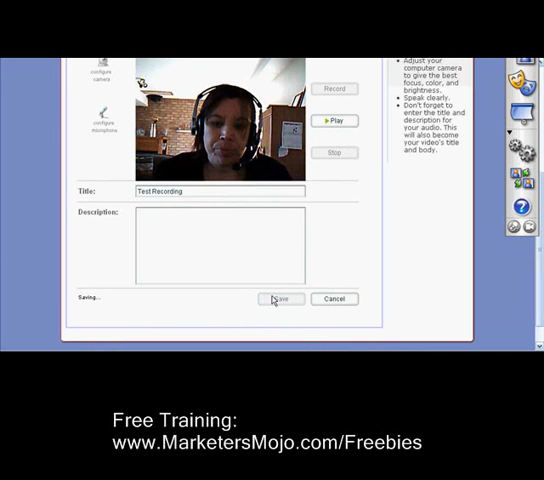 Adjust your
computer camera
to give the best
focus, color, and
brightness.
Speak clearly.
Don't forget to
enter the title and
description for
your audio. This
will also become
your video's title
and body.
configure
camera
configure
microphone
Record
Play
Stop
Title:
Test Recording
Description:
Saving...
Save
Cancel
Free Training:
www.MarketersMojo.com/Freebies